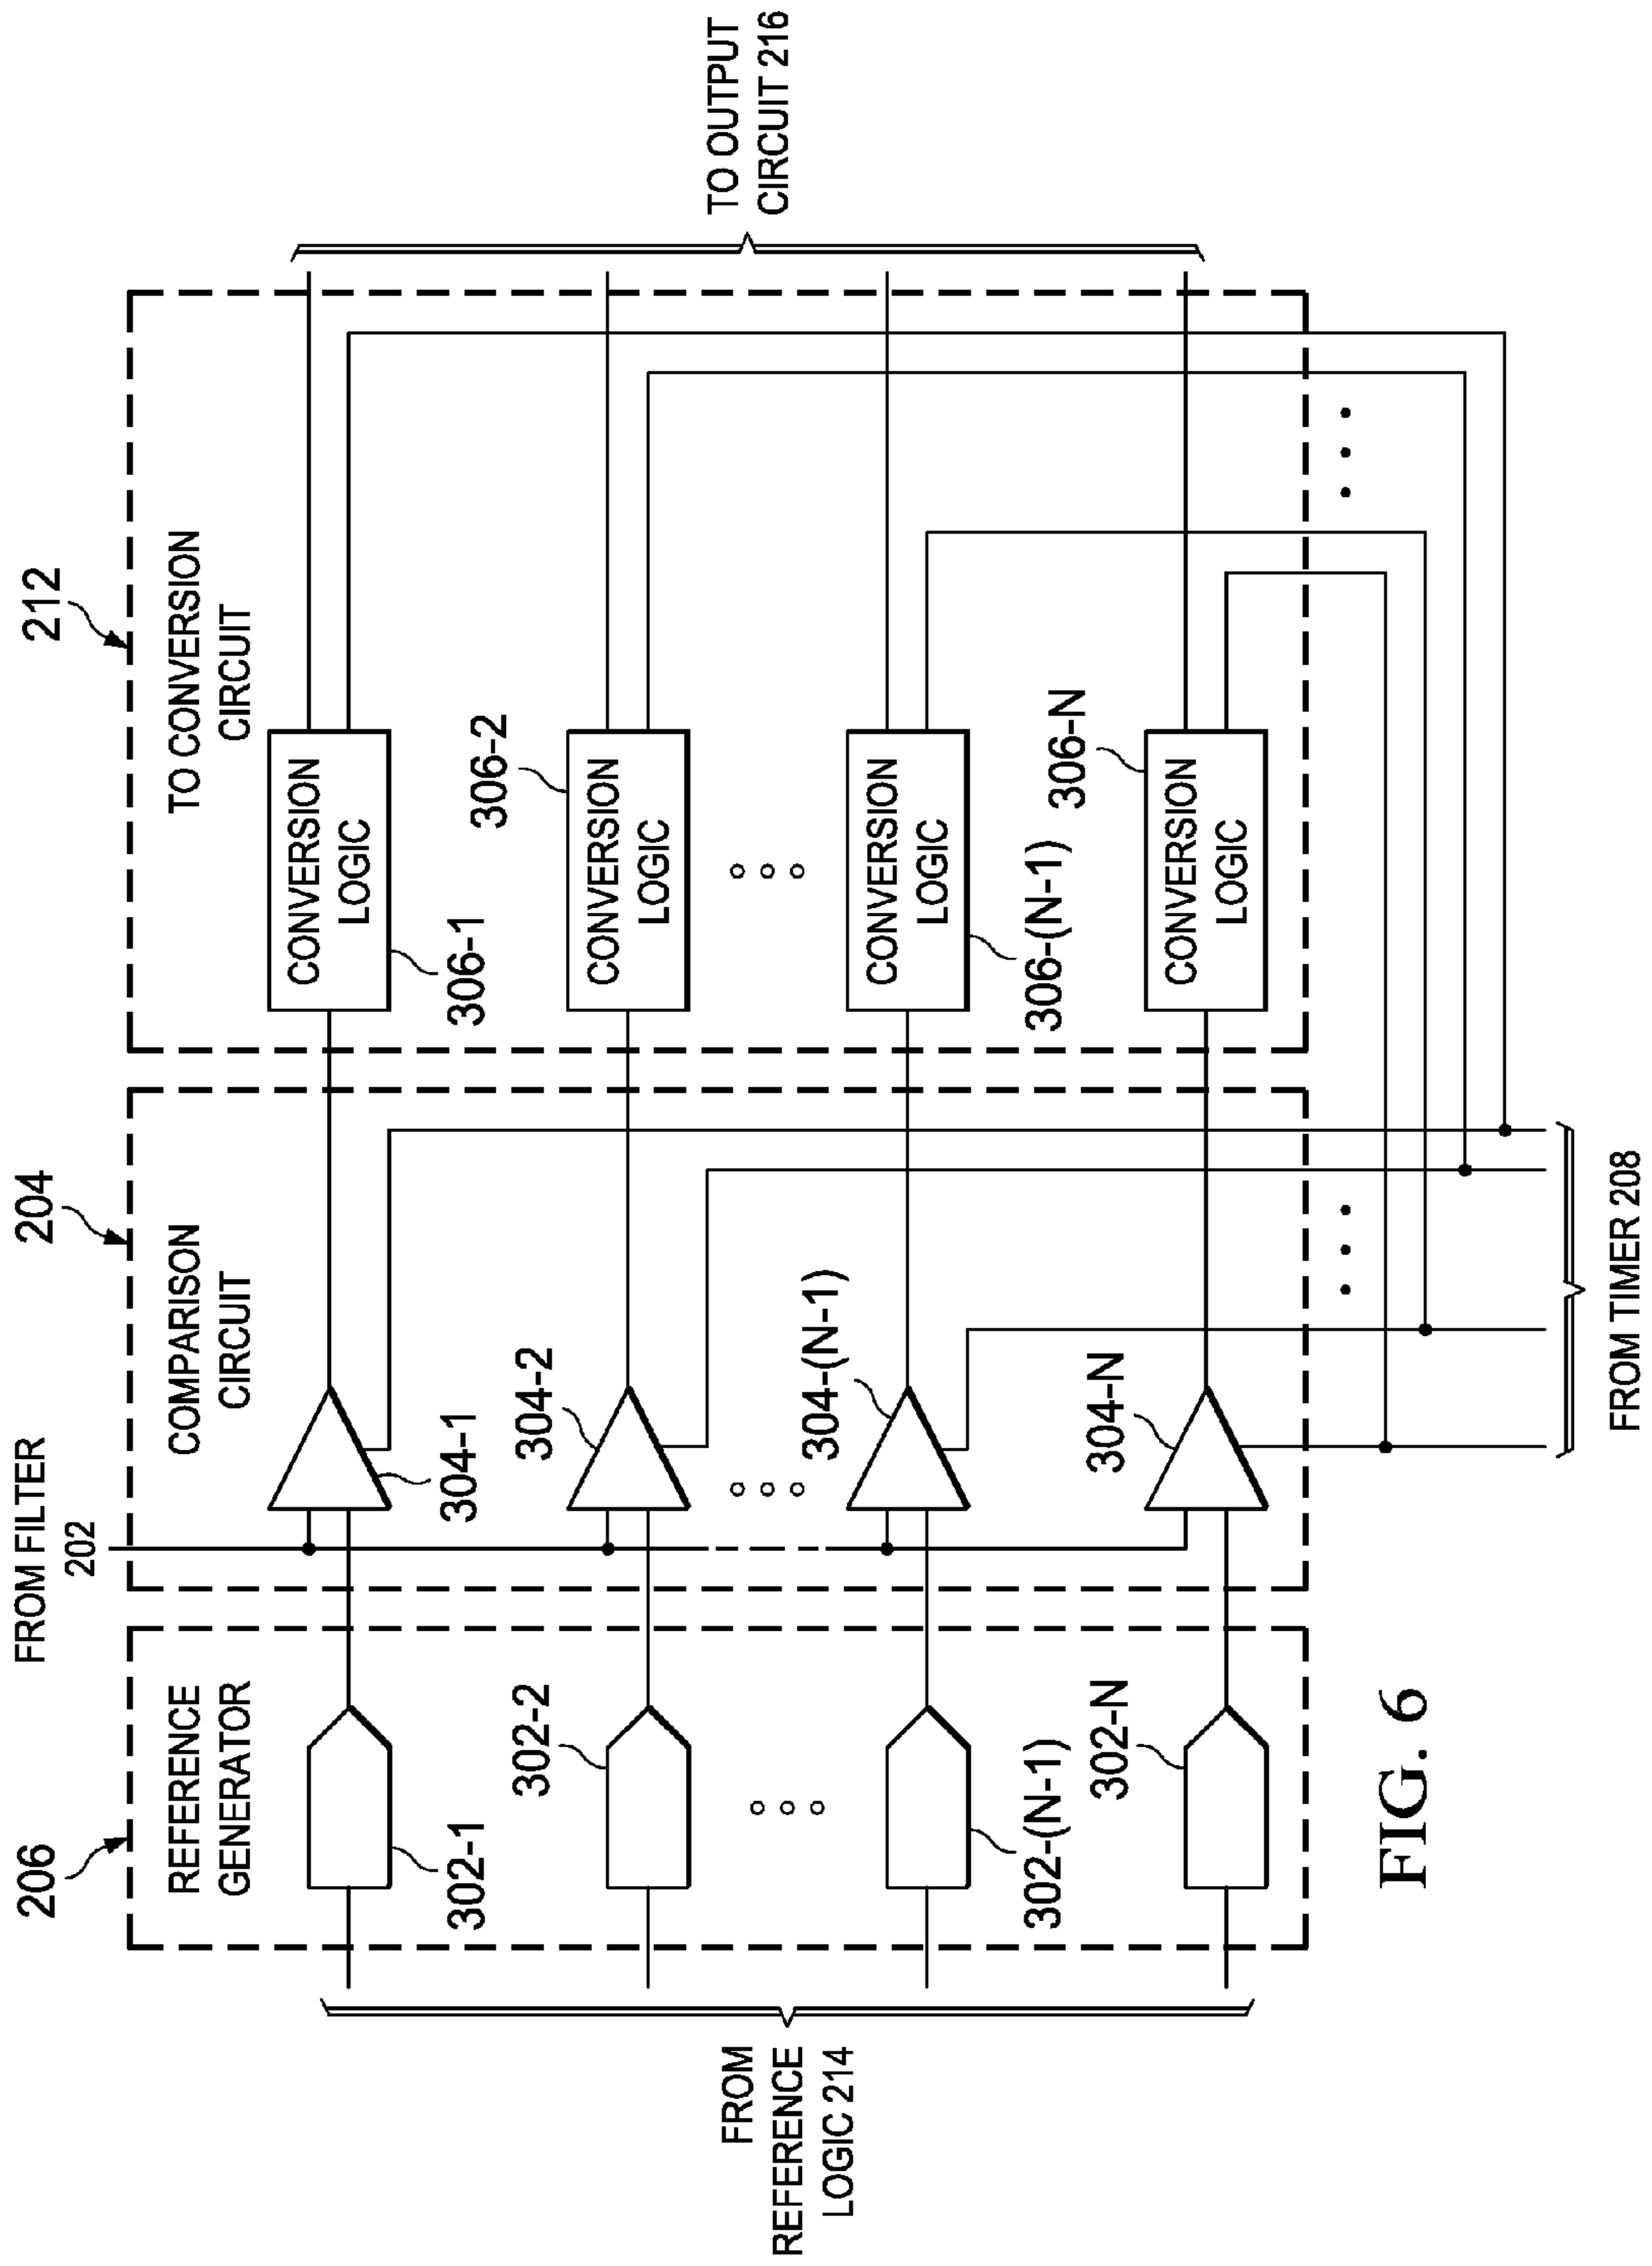 206
REFERENCE
GENERATOR
302-1
302-2
302-(N-1)
302-N
FROM
REFERENCE
LOGIC 214
FROM FILTER
202
204
COMPARISON
CIRCUIT
304-1
304-2
304-(N-1)
304-N
FROM TIMER 208
212
TO CONVERSION
CIRCUIT
CONVERSION
LOGIC
306-1
CONVERSION
LOGIC
306-2
CONVERSION
LOGIC
306-(N-1)
CONVERSION
LOGIC
306-N
TO OUTPUT
CIRCUIT 216
FIG. 6